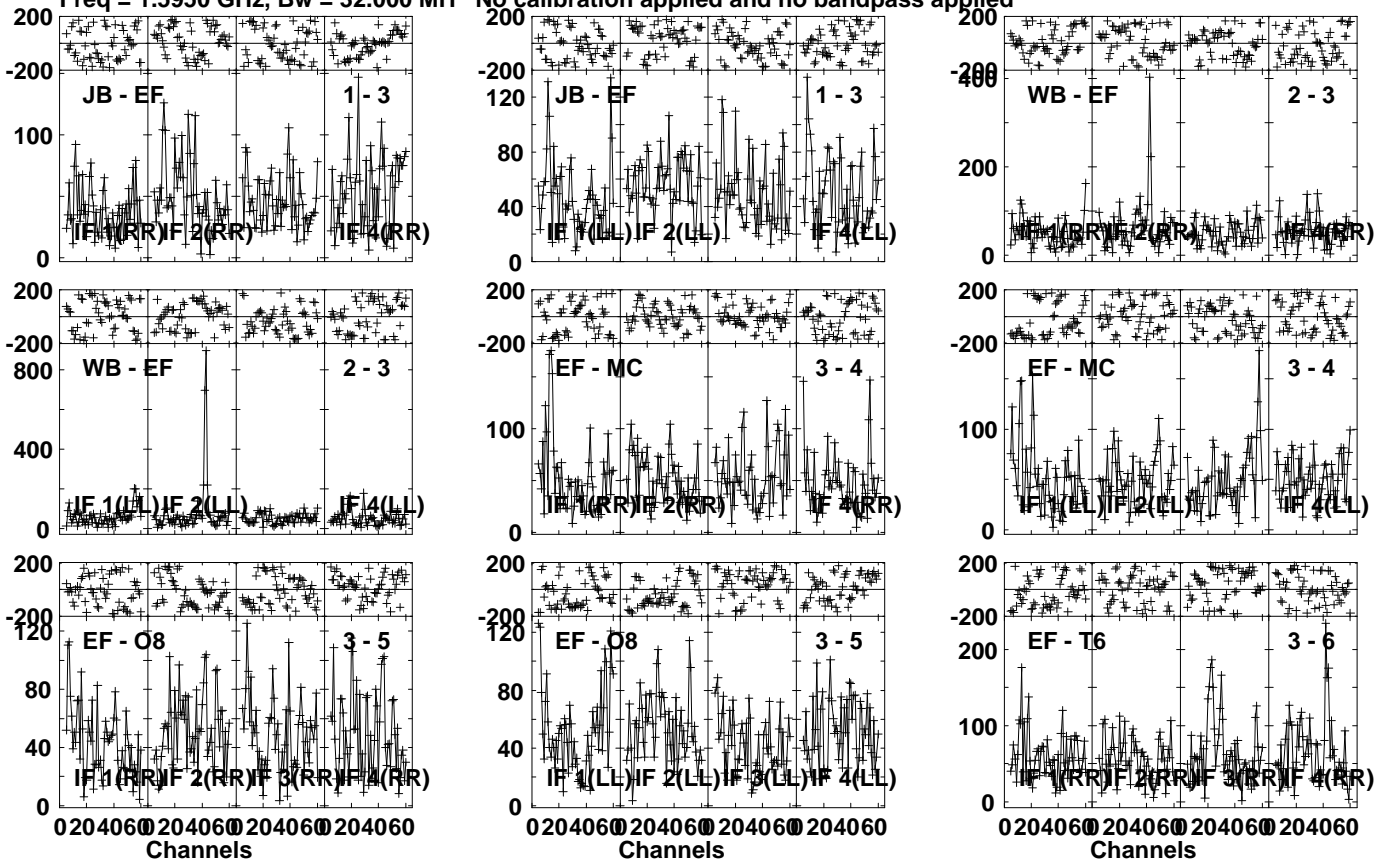 Freq = 1.5950 GHz, Bw = 32.000 MH No calibration applied and no bandpass applied
200
-200
JB - EF 1 - 3
100
0
IF 1(RR) IF 2(RR) IF 4(RR)
200
-200
JB - EF 1 - 3
120
80
40
0
IF 1(LL) IF 2(LL) IF 4(LL)
200
-200
400
WB - EF 2 - 3
200
0
IF 1(RR) IF 2(RR) IF 4(RR)
200
-200
WB - EF 2 - 3
800
400
0
IF 1(LL) IF 2(LL) IF 4(LL)
200
-200
EF - MC 3 - 4
100
0
IF 1(RR) IF 2(RR) IF 4(RR)
200
-200
EF - MC 3 - 4
100
0
IF 1(LL) IF 2(LL) IF 4(LL)
200
-200
120
EF - O8 3 - 5
80
40
0
IF 1(RR) IF 2(RR) IF 3(RR) IF 4(RR)
0 20 40 60 0 20 40 60 0 20 40 60 0 20 40 60
Channels
200
-200
120
EF - O8 3 - 5
80
40
0
IF 1(LL) IF 2(LL) IF 3(LL) IF 4(LL)
0 20 40 60 0 20 40 60 0 20 40 60 0 20 40 60
Channels
200
-200
EF - T6 3 - 6
200
100
0
IF 1(RR) IF 2(RR) IF 3(RR) IF 4(RR)
0 20 40 60 0 20 40 60 0 20 40 60 0 20 40 60
Channels